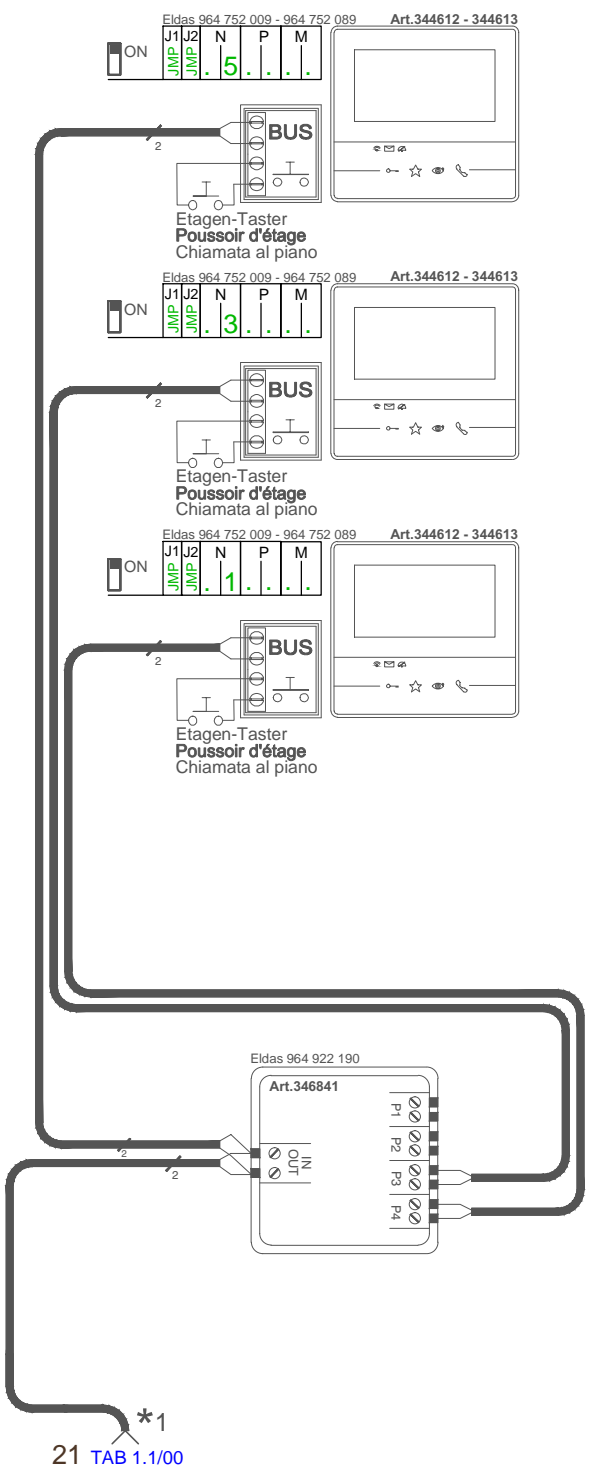 Eldas 964 752 009 - 964 752 089 Art.344612 - 344613
ON J1 J2 N P M
JMP JMP . 5 . . . .
BUS
2
Etagen-Taster
Poussoir d'étage
Chiamata al piano
Eldas 964 752 009 - 964 752 089 Art.344612 - 344613
ON J1 J2 N P M
JMP JMP . 3 . . . .
BUS
2
Etagen-Taster
Poussoir d'étage
Chiamata al piano
Eldas 964 752 009 - 964 752 089 Art.344612 - 344613
ON J1 J2 N P M
JMP JMP . 1 . . . .
BUS
2
Etagen-Taster
Poussoir d'étage
Chiamata al piano
Eldas 964 922 190
Art.346841
P1
P2
IN
OUT
P3
P4
2
2
*1
21 TAB 1.1/00